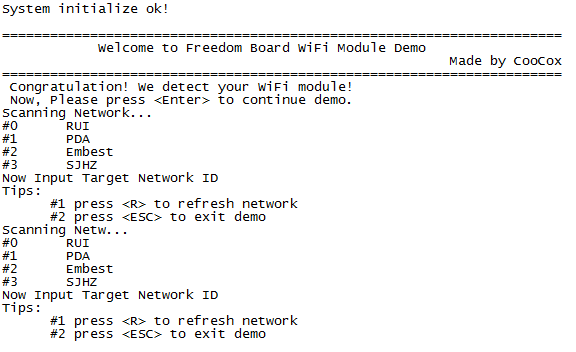 System initialize ok!
======================================================================
Welcome to Freedom Board WiFi Module Demo
Made by CooCox
======================================================================
Congratulation! We detect your WiFi module!
Now, Please press <Enter> to continue demo.
Scanning Network...
#0 RUI
#1 PDA
#2 Embest
#3 SJHZ
Now Input Target Network ID
Tips:
#1 press <R> to refresh network
#2 press <ESC> to exit demo
Scanning Netw...
#0 RUI
#1 PDA
#2 Embest
#3 SJHZ
Now Input Target Network ID
Tips:
#1 press <R> to refresh network
#2 press <ESC> to exit demo